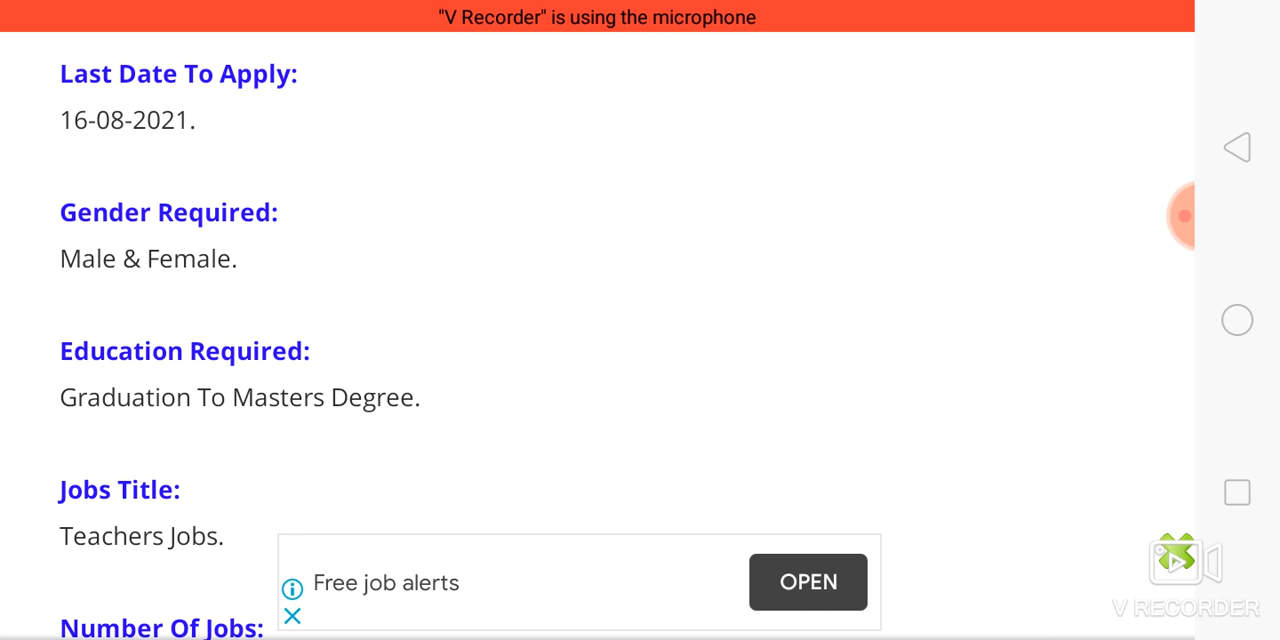 "V Recorder" is using the microphone
Last Date To Apply:
16-08-2021.
Gender Required:
Male & Female.
Education Required:
Graduation To Masters Degree.
Jobs Title:
Teachers Jobs.
Free job alerts
OPEN
Number Of Jobs:
V RECORDER